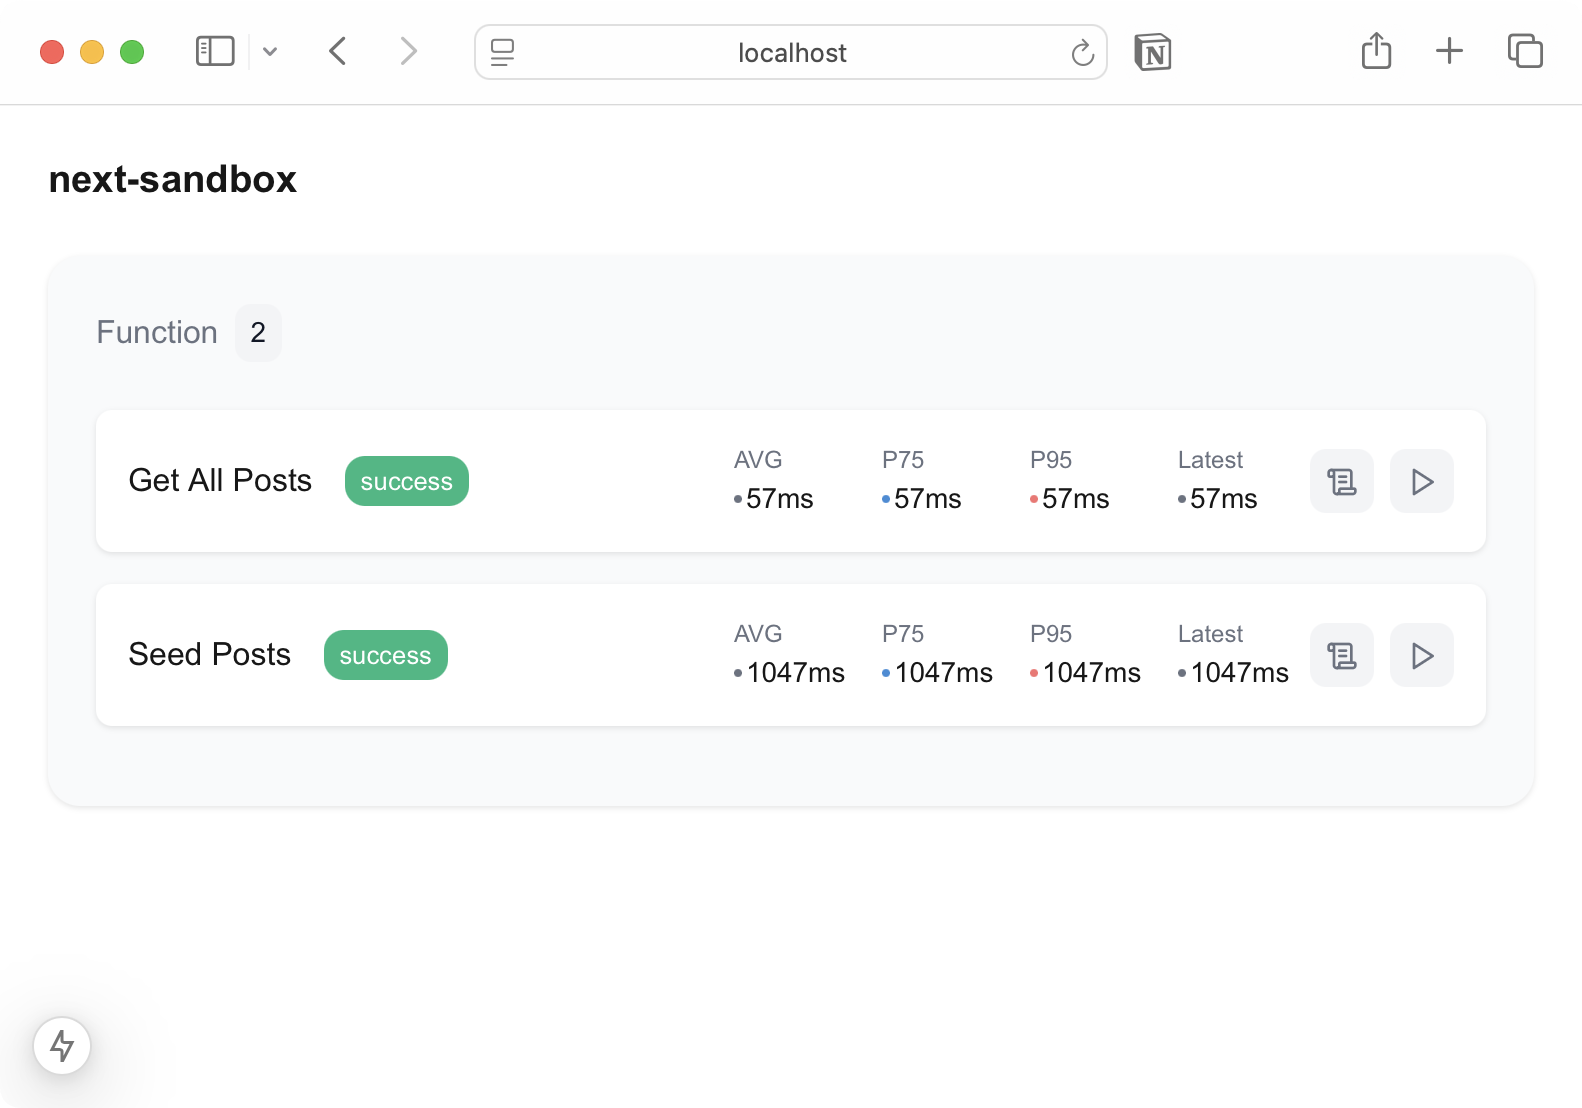 localhost
next-sandbox
Function 2
Get All Posts success
AVG P75 P95 Latest
57ms 57ms 57ms 57ms
Seed Posts success
AVG P75 P95 Latest
1047ms 1047ms 1047ms 1047ms